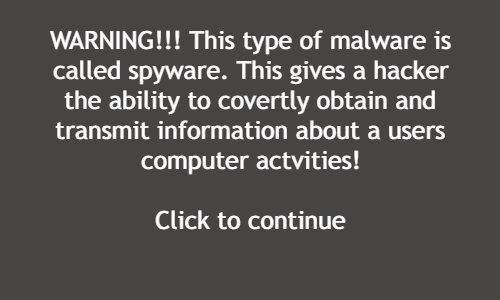 WARNING!!! This type of malware is
called spyware. This gives a hacker
the ability to covertly obtain and
transmit information about a users
computer actvities!
Click to continue